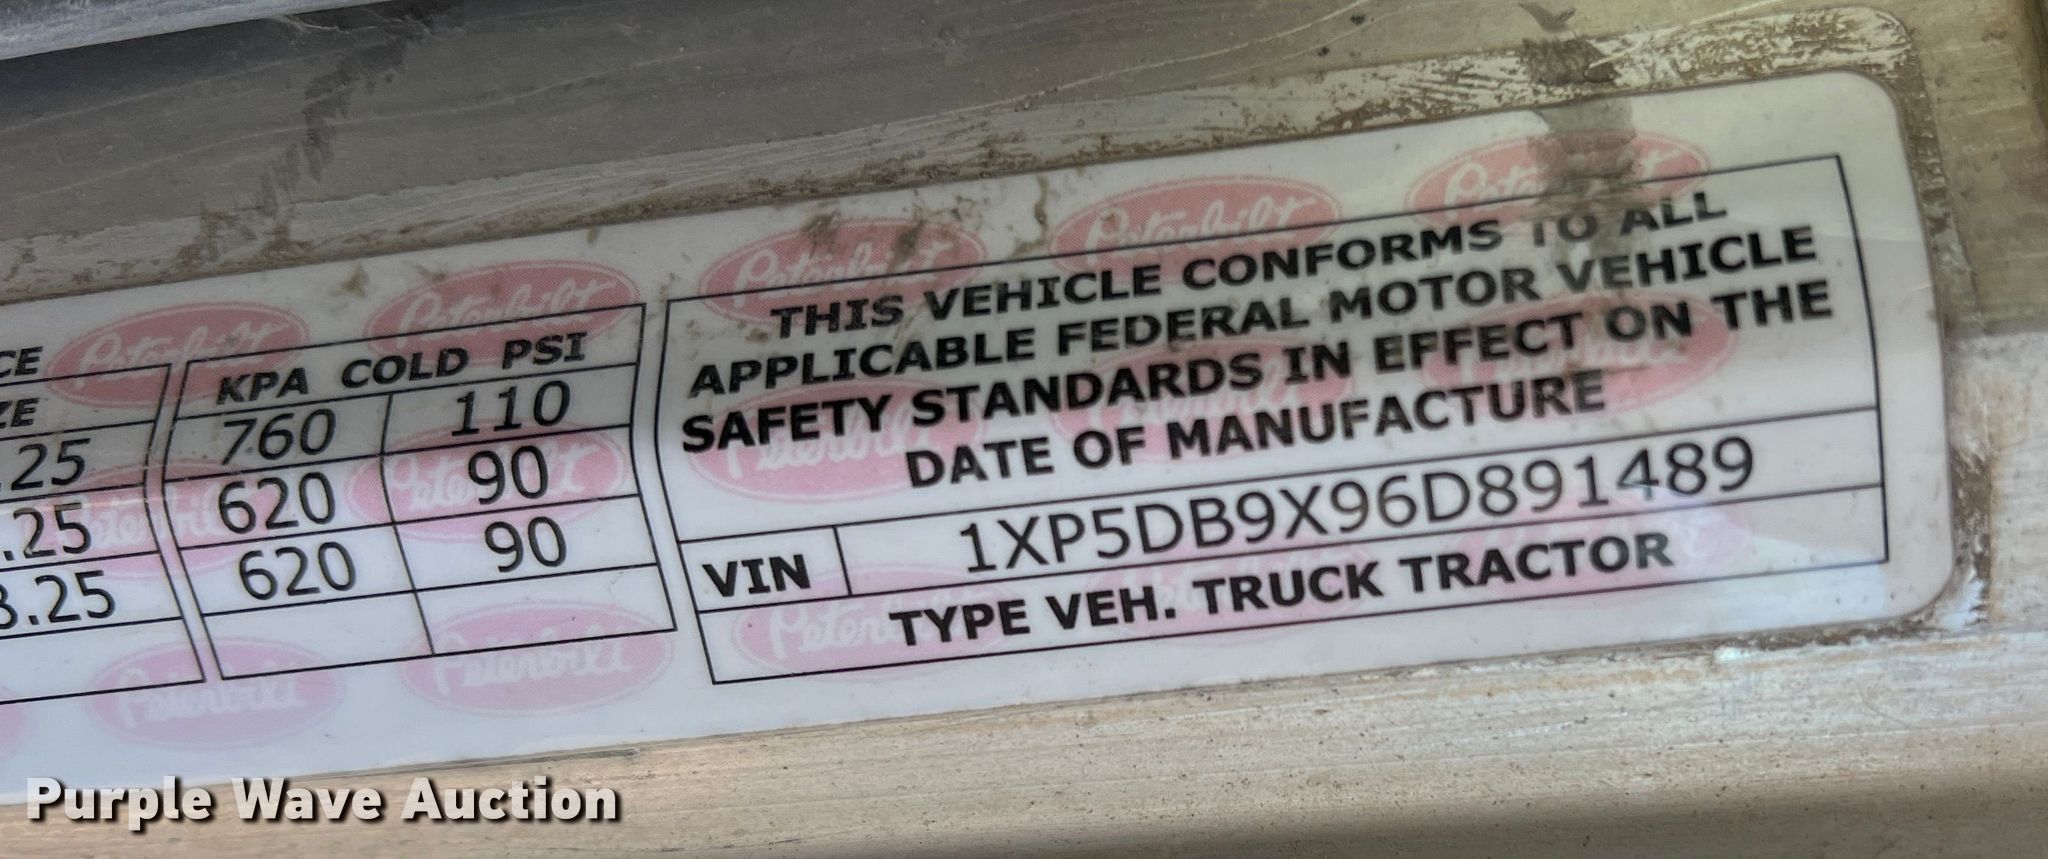 CE
KPA COLD PSI
ZE
760 110
.25
620 90
.25
620 90
8.25
THIS VEHICLE CONFORMS TO ALL
APPLICABLE FEDERAL MOTOR VEHICLE
SAFETY STANDARDS IN EFFECT ON THE
DATE OF MANUFACTURE
VIN 1XP5DB9X96D891489
TYPE VEH. TRUCK TRACTOR
Peterbilt
Purple Wave Auction